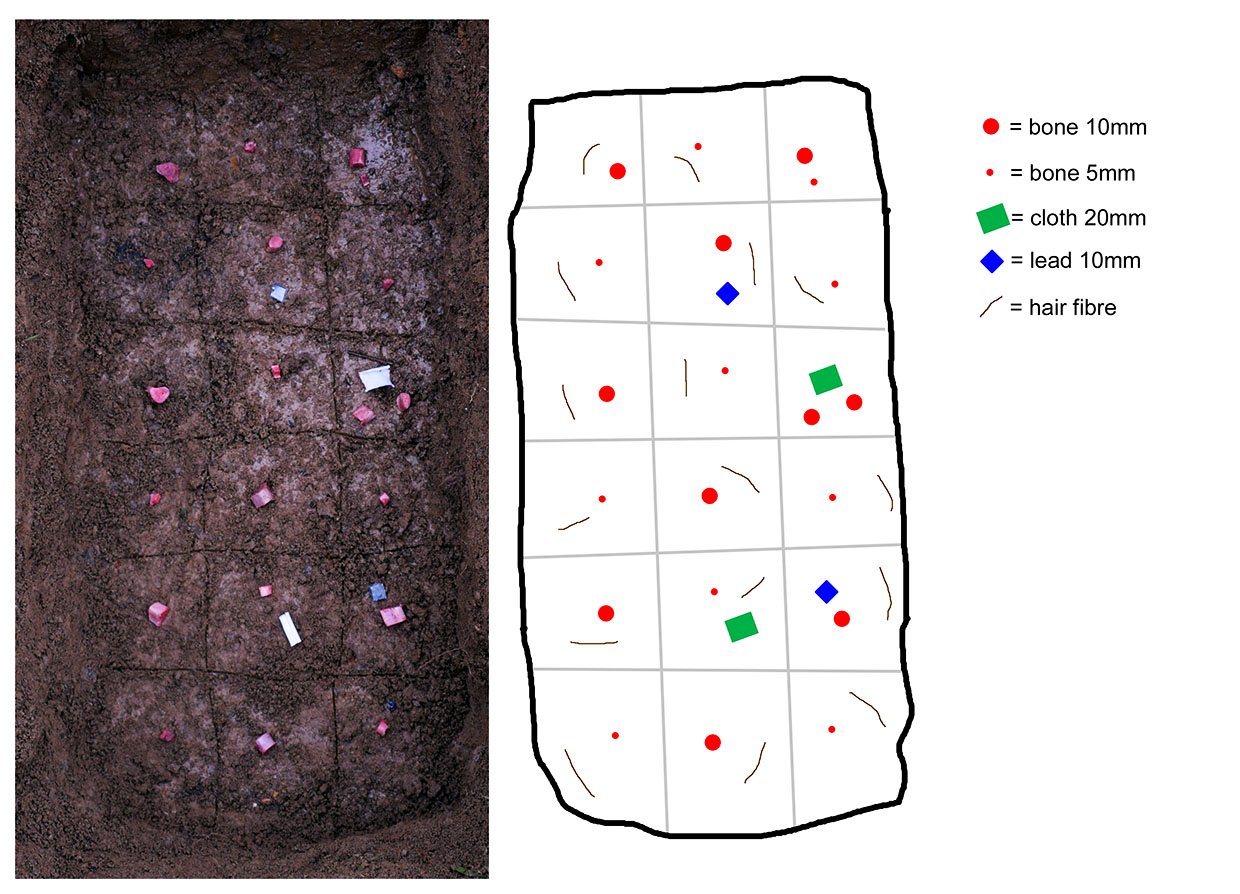 = bone 10mm
= bone 5mm
= cloth 20mm
= lead 10mm
= hair fibre